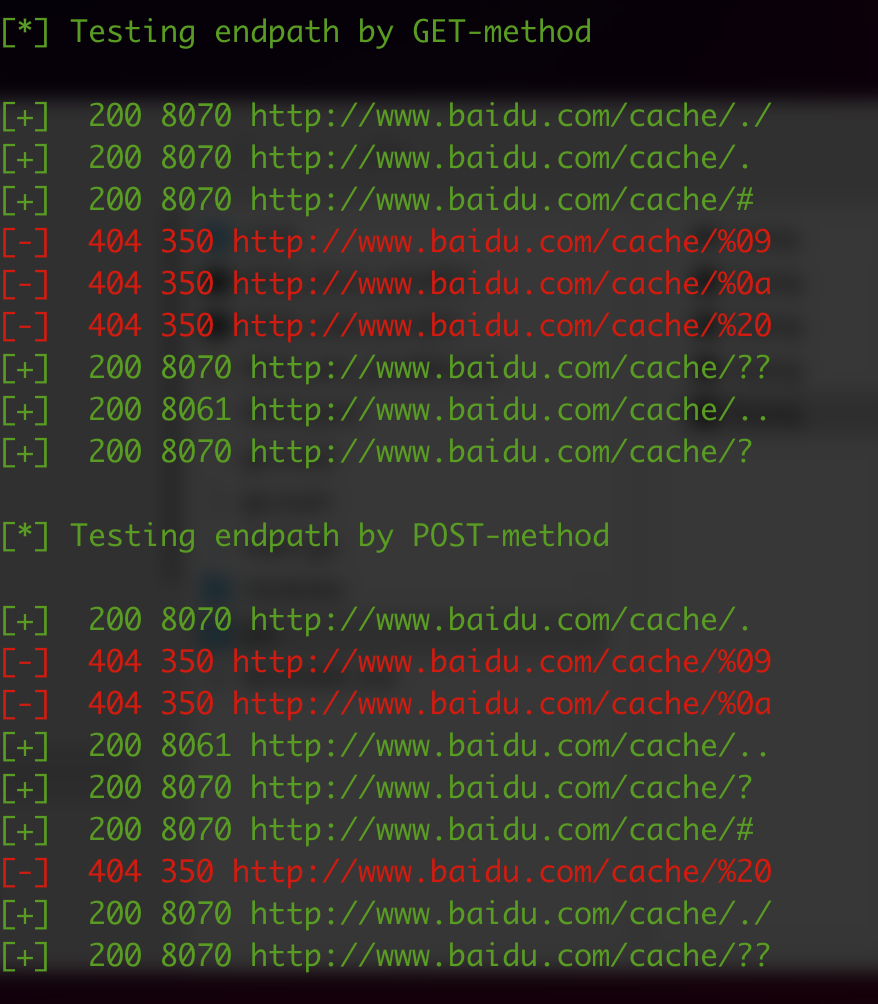 [*] Testing endpath by GET-method
[+] 200 8070 http://www.baidu.com/cache/./
[+] 200 8070 http://www.baidu.com/cache/.
[+] 200 8070 http://www.baidu.com/cache/#
[-] 404 350 http://www.baidu.com/cache/%09
[-] 404 350 http://www.baidu.com/cache/%0a
[-] 404 350 http://www.baidu.com/cache/%20
[+] 200 8070 http://www.baidu.com/cache/??
[+] 200 8061 http://www.baidu.com/cache/..
[+] 200 8070 http://www.baidu.com/cache/?
[*] Testing endpath by POST-method
[+] 200 8070 http://www.baidu.com/cache/.
[-] 404 350 http://www.baidu.com/cache/%09
[-] 404 350 http://www.baidu.com/cache/%0a
[+] 200 8061 http://www.baidu.com/cache/..
[+] 200 8070 http://www.baidu.com/cache/?
[+] 200 8070 http://www.baidu.com/cache/#
[-] 404 350 http://www.baidu.com/cache/%20
[+] 200 8070 http://www.baidu.com/cache/./
[+] 200 8070 http://www.baidu.com/cache/??